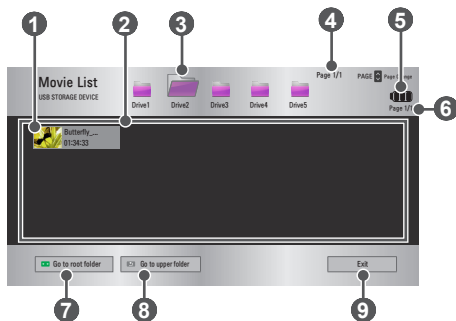 1
2
3
4
5
Movie List
USB STORAGE DEVICE
Drive1
Drive2
Drive3
Drive4
Drive5
Page 1/1
PAGE Page Change
Page 1/1
6
Butterfly_...
01:34:33
Go to root folder
Go to upper folder
Exit
7
8
9